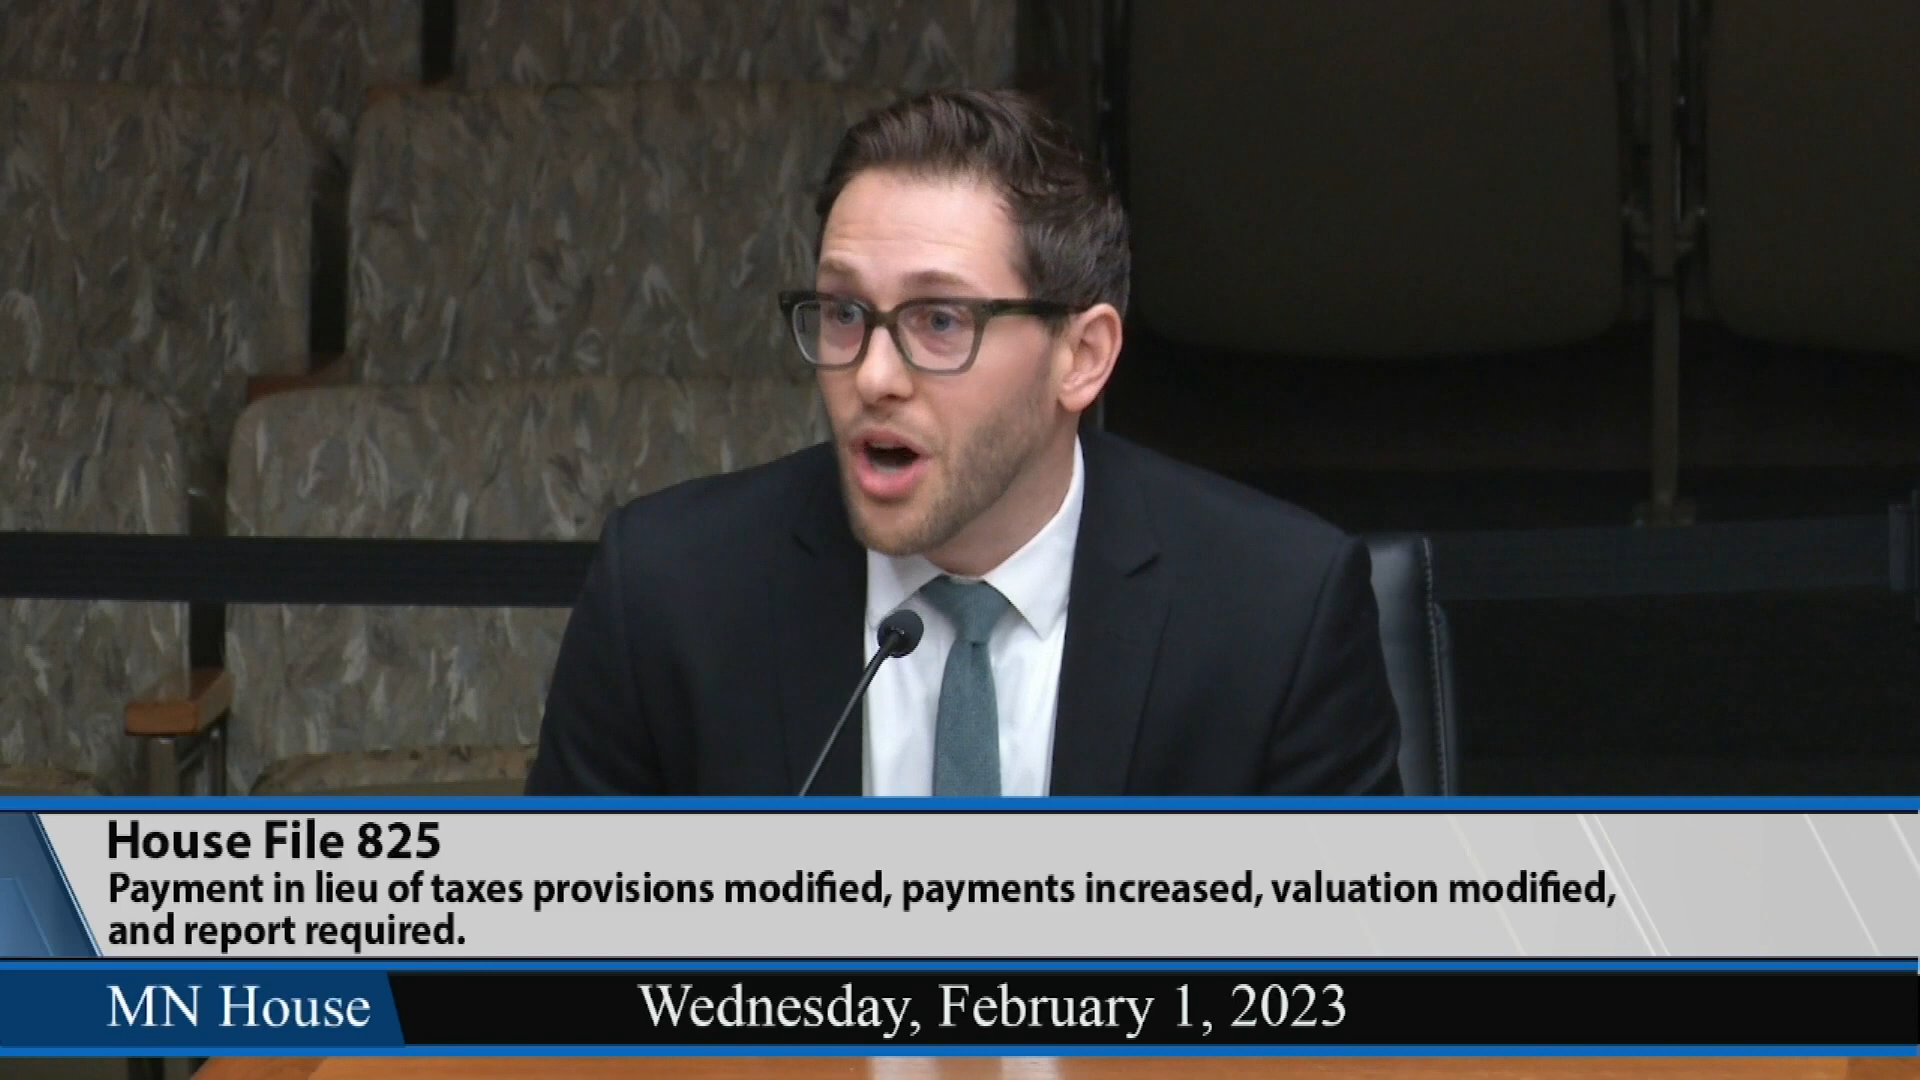 House File 825
Payment in lieu of taxes provisions modified, payments increased, valuation modified,
and report required.
MN House
Wednesday, February 1, 2023